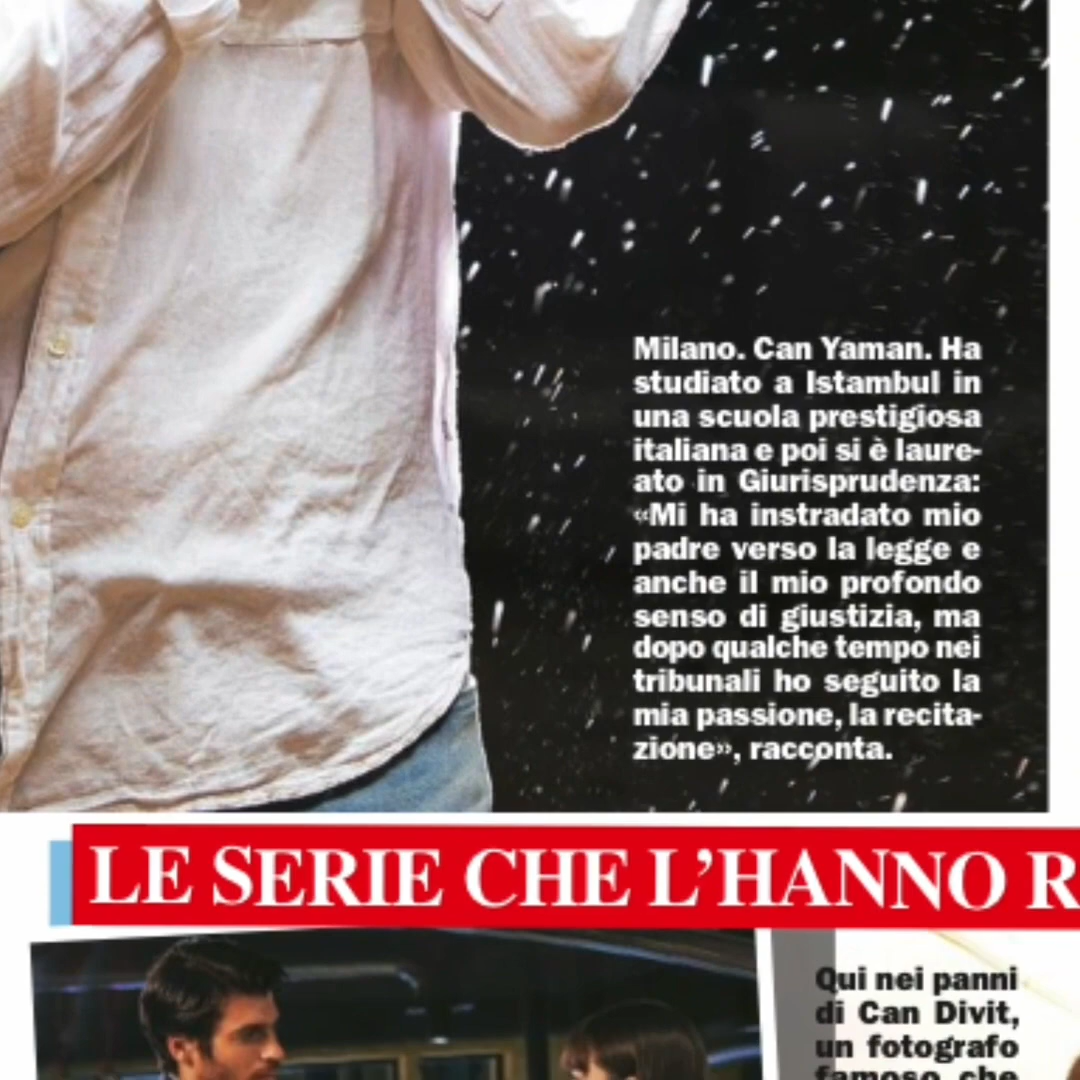 Milano. Can Yaman. Ha
studiato a Istambul in
una scuola prestigiosa
italiana e poi si è laure-
ato in Giurisprudenza:
«Mi ha instradato mio
padre verso la legge e
anche il mio profondo
senso di giustizia, ma
dopo qualche tempo nei
tribunali ho seguito la
mia passione, la recita-
zione», racconta.
LE SERIE CHE L'HANNO R
Qui nei panni
di Can Divit,
un fotografo
famoso che